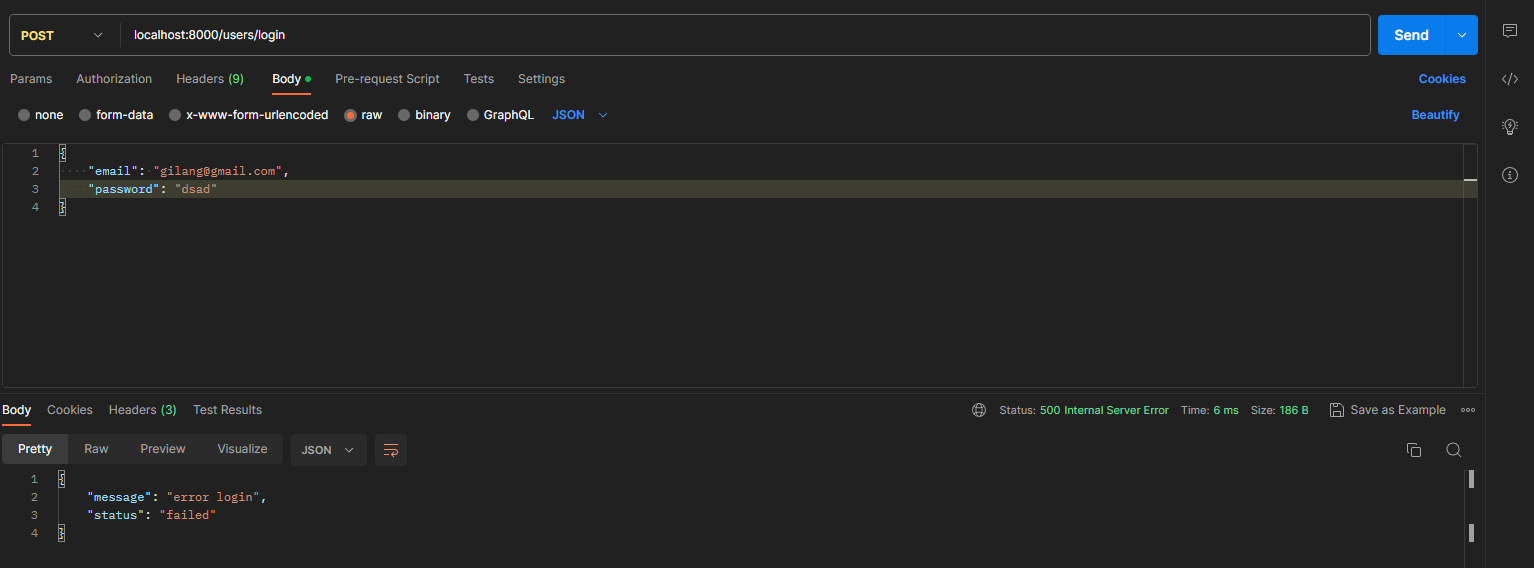 POST localhost:8000/users/login Send
Params Authorization Headers (9) Body Pre-request Script Tests Settings Cookies
none form-data x-www-form-urlencoded raw binary GraphQL JSON Beautify
1 {
2 "email": "gilang@gmail.com",
3 "password": "dsad"
4 }
Body Cookies Headers (3) Test Results Status: 500 Internal Server Error Time: 6 ms Size: 186 B Save as Example
Pretty Raw Preview Visualize JSON
1 {
2 "message": "error login",
3 "status": "failed"
4 }